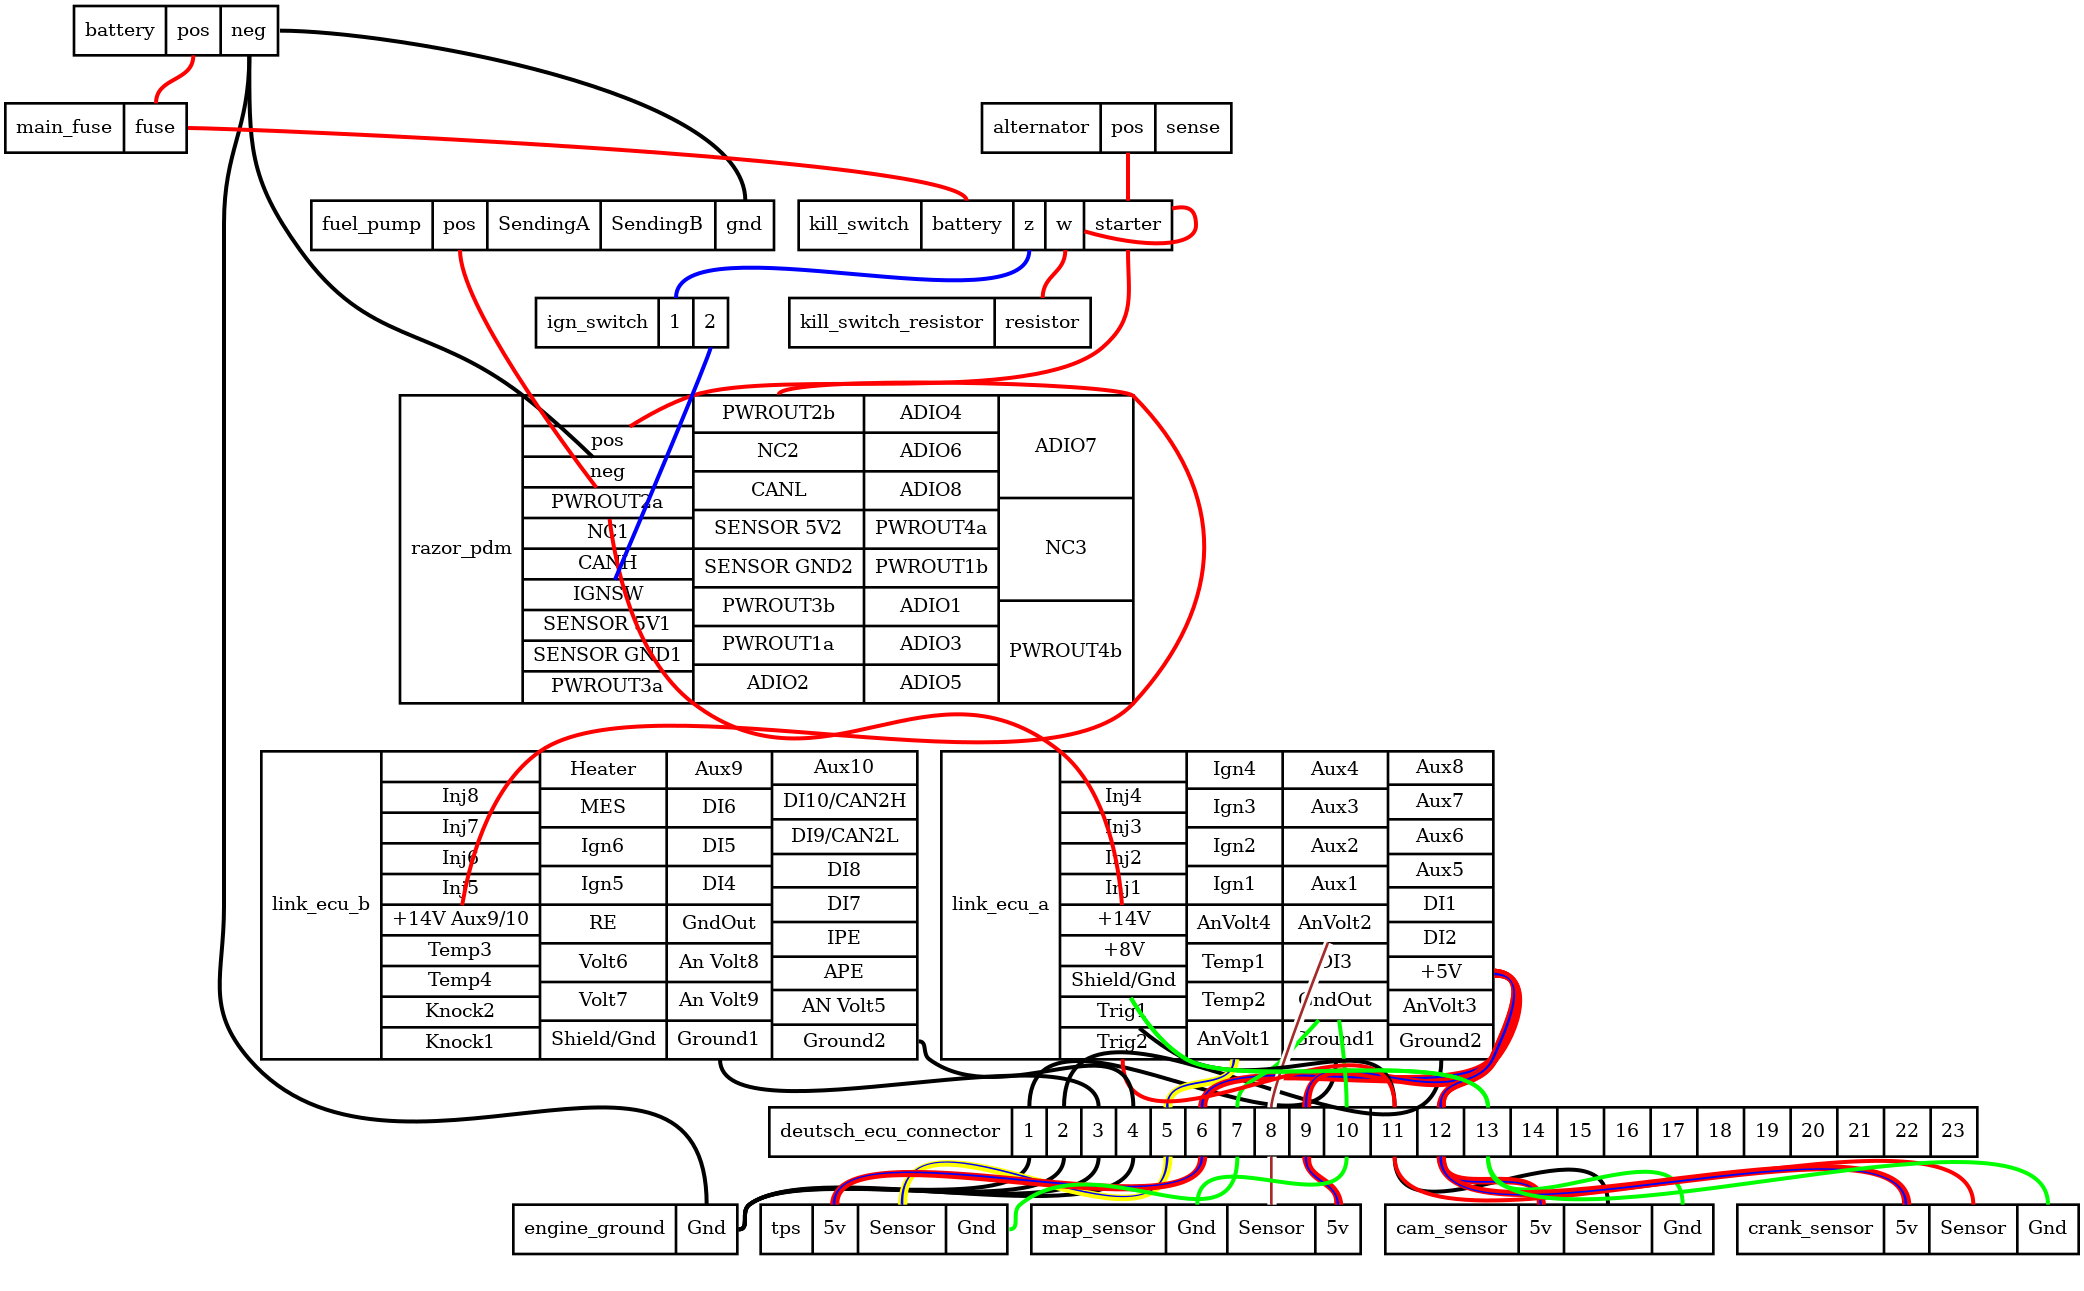 battery pos neg
main_fuse fuse
alternator pos sense
fuel_pump pos SendingA SendingB gnd
kill_switch battery z w starter
ign_switch 1 2
kill_switch_resistor resistor
razor_pdm
pos
neg
PWROUT2a
NC1
CANH
IGNSW
SENSOR 5V1
SENSOR GND1
PWROUT3a
PWROUT2b
NC2
CANL
SENSOR 5V2
SENSOR GND2
PWROUT3b
PWROUT1a
ADIO2
ADIO4
ADIO6
ADIO8
PWROUT4a
PWROUT1b
ADIO1
ADIO3
ADIO5
ADIO7
NC3
PWROUT4b
link_ecu_b
Inj8
Inj7
Inj6
Inj5
+14V Aux9/10
Temp3
Temp4
Knock2
Knock1
Heater
MES
Ign6
Ign5
RE
Volt6
Volt7
Shield/Gnd
Aux9
DI6
DI5
DI4
GndOut
An Volt8
An Volt9
Ground1
Aux10
DI10/CAN2H
DI9/CAN2L
DI8
DI7
IPE
APE
AN Volt5
Ground2
link_ecu_a
Inj4
Inj3
Inj2
Inj1
+14V
+8V
Shield/Gnd
Trig1
Trig2
Ign4
Ign3
Ign2
Ign1
AnVolt4
Temp1
Temp2
AnVolt1
Aux4
Aux3
Aux2
Aux1
AnVolt2
DI3
GndOut
Ground1
Aux8
Aux7
Aux6
Aux5
DI1
DI2
+5V
AnVolt3
Ground2
deutsch_ecu_connector 1 2 3 4 5 6 7 8 9 10 11 12 13 14 15 16 17 18 19 20 21 22 23
engine_ground Gnd
tps 5v Sensor Gnd
map_sensor Gnd Sensor 5v
cam_sensor 5v Sensor Gnd
crank_sensor 5v Sensor Gnd